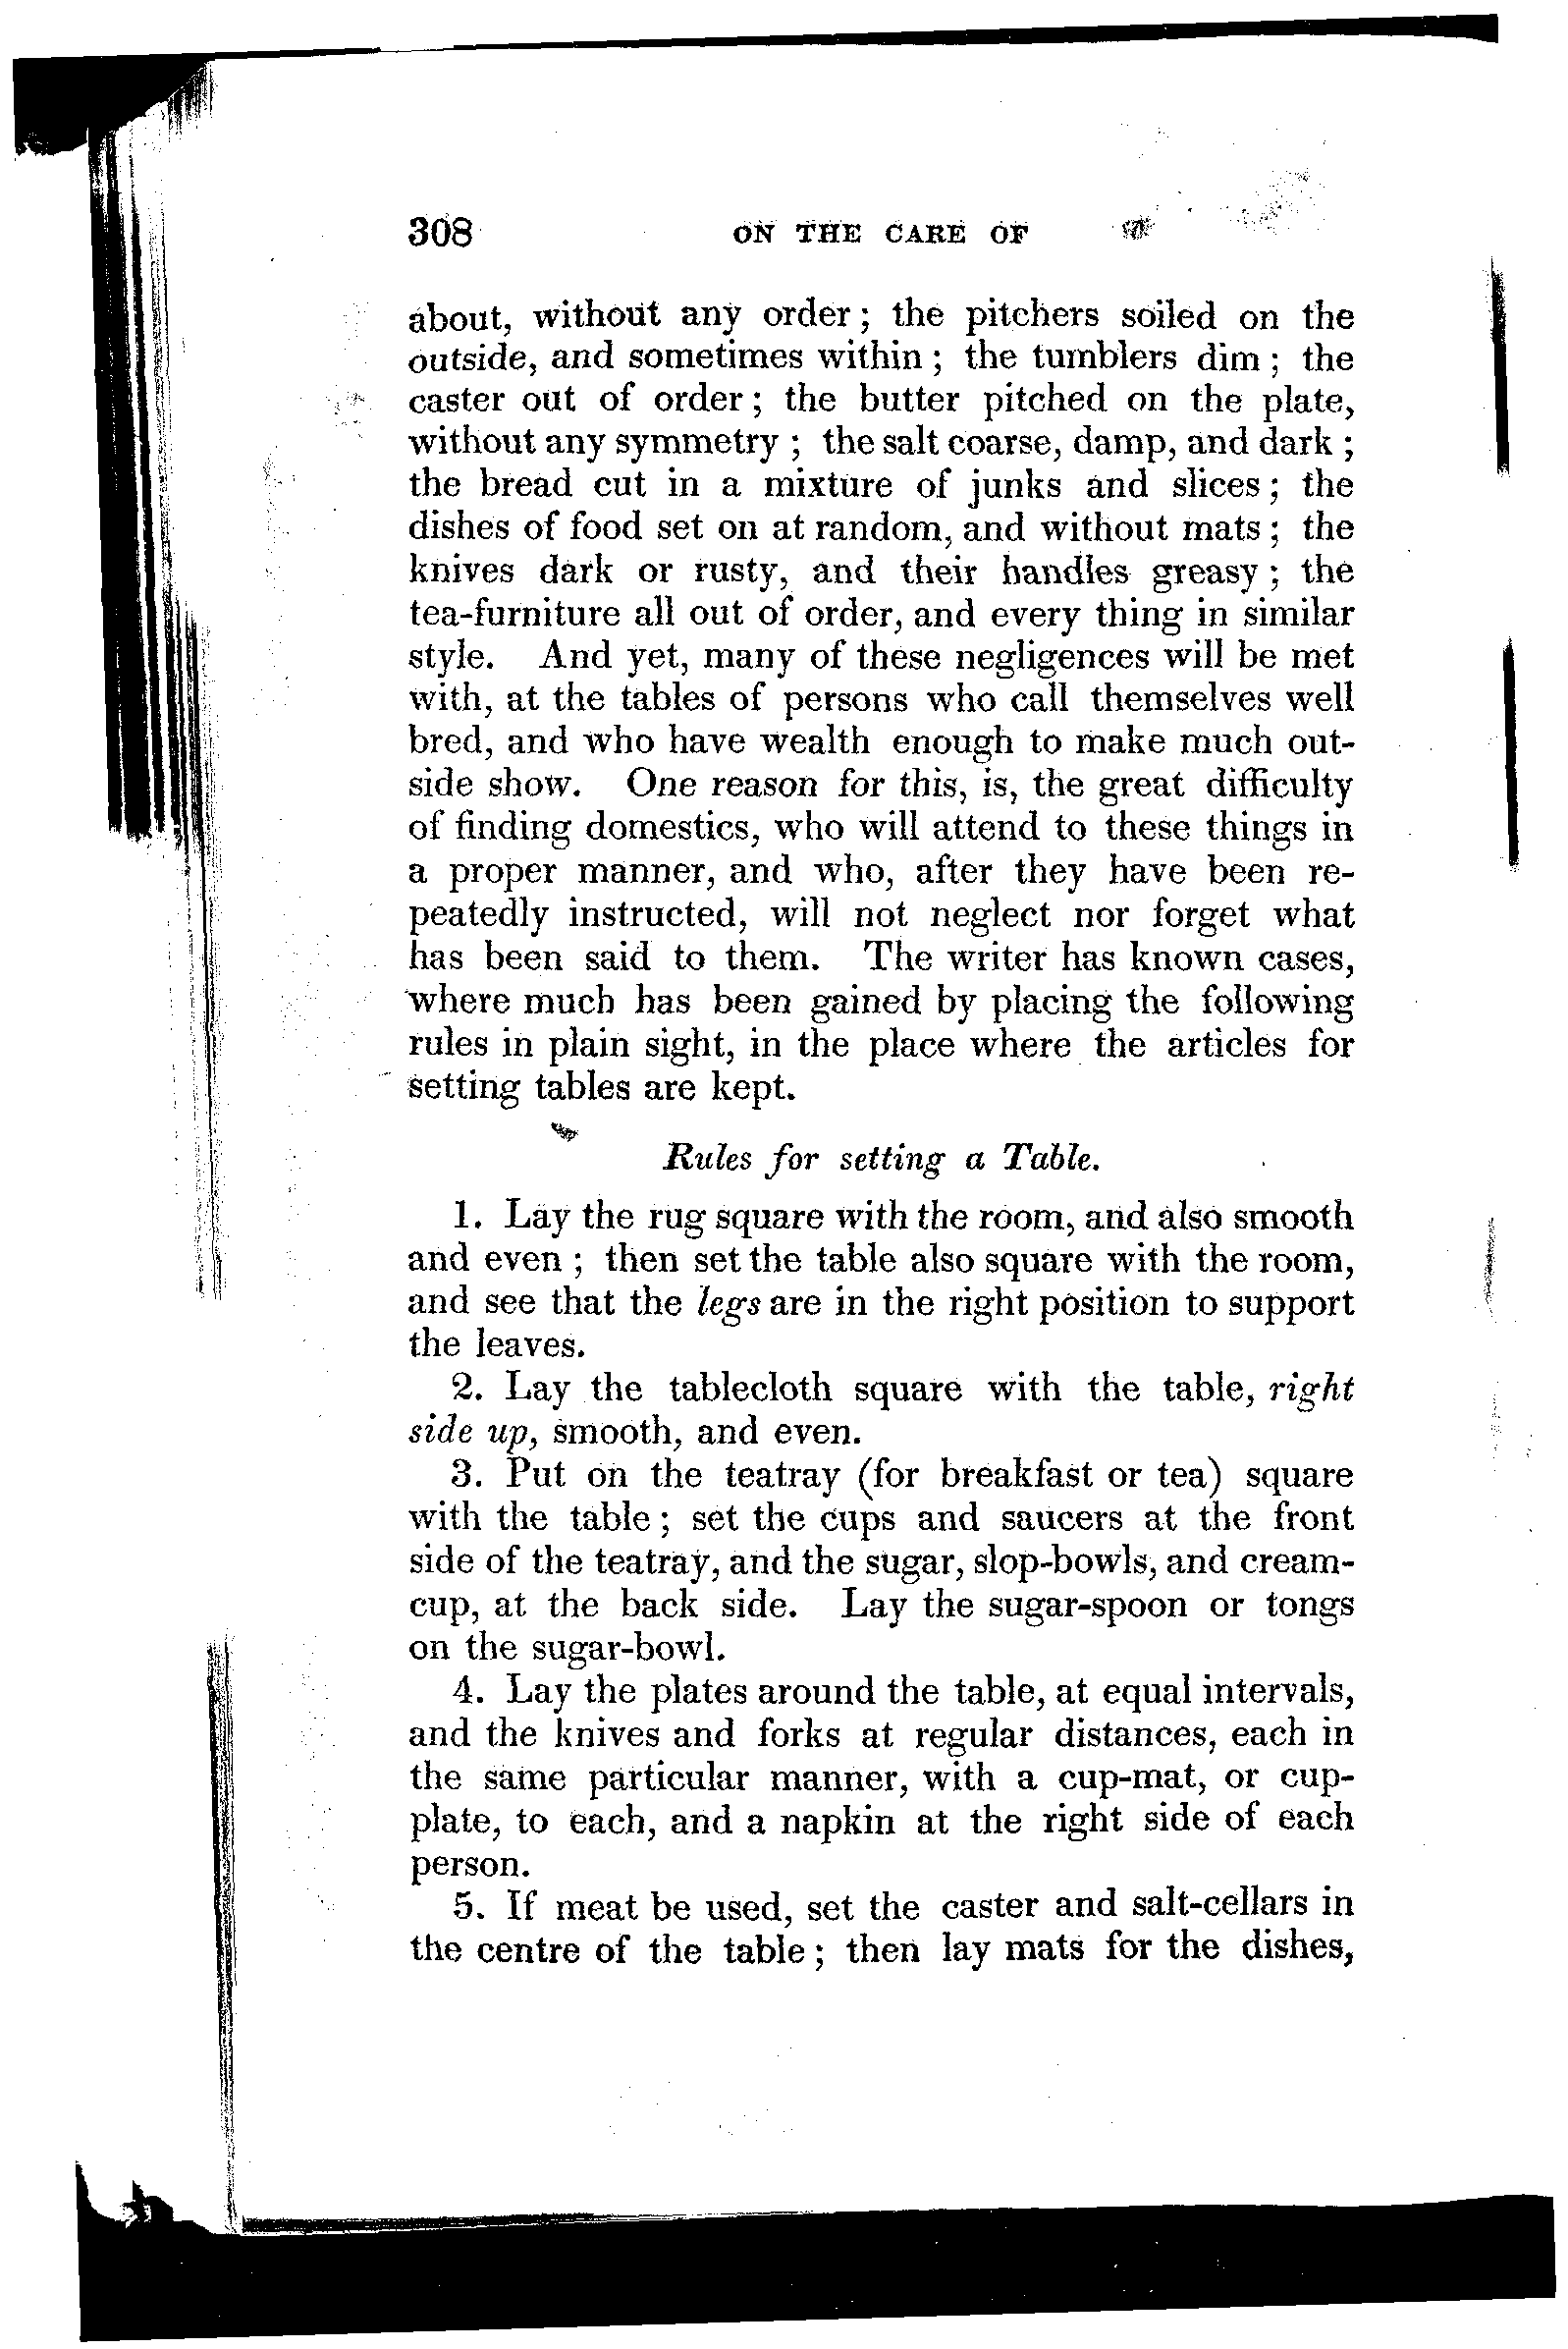 308 ON THE CARE OF
about, without any order; the pitchers soiled on the
outside, and sometimes within; the tumblers dim; the
caster out of order; the butter pitched on the plate,
without any symmetry; the salt coarse, damp, and dark;
the bread cut in a mixture of junks and slices; the
dishes of food set on at random, and without mats; the
knives dark or rusty, and their handles greasy; the
tea-furniture all out of order, and every thing in similar
style. And yet, many of these negligences will be met
with, at the tables of persons who call themselves well
bred, and who have wealth enough to make much out-
side show. One reason for this, is, the great difficulty
of finding domestics, who will attend to these things in
a proper manner, and who, after they have been re-
peatedly instructed, will not neglect nor forget what
has been said to them. The writer has known cases,
where much has been gained by placing the following
rules in plain sight, in the place where the articles for
setting tables are kept.
Rules for setting a Table.
1. Lay the rug square with the room, and also smooth
and even; then set the table also square with the room,
and see that the legs are in the right position to support
the leaves.
2. Lay the tablecloth square with the table, right
side up, smooth, and even.
3. Put on the teatray (for breakfast or tea) square
with the table; set the cups and saucers at the front
side of the teatray, and the sugar, slop-bowls, and cream-
cup, at the back side. Lay the sugar-spoon or tongs
on the sugar-bowl.
4. Lay the plates around the table, at equal intervals,
and the knives and forks at regular distances, each in
the same particular manner, with a cup-mat, or cup-
plate, to each, and a napkin at the right side of each
person.
5. If meat be used, set the caster and salt-cellars in
the centre of the table; then lay mats for the dishes,